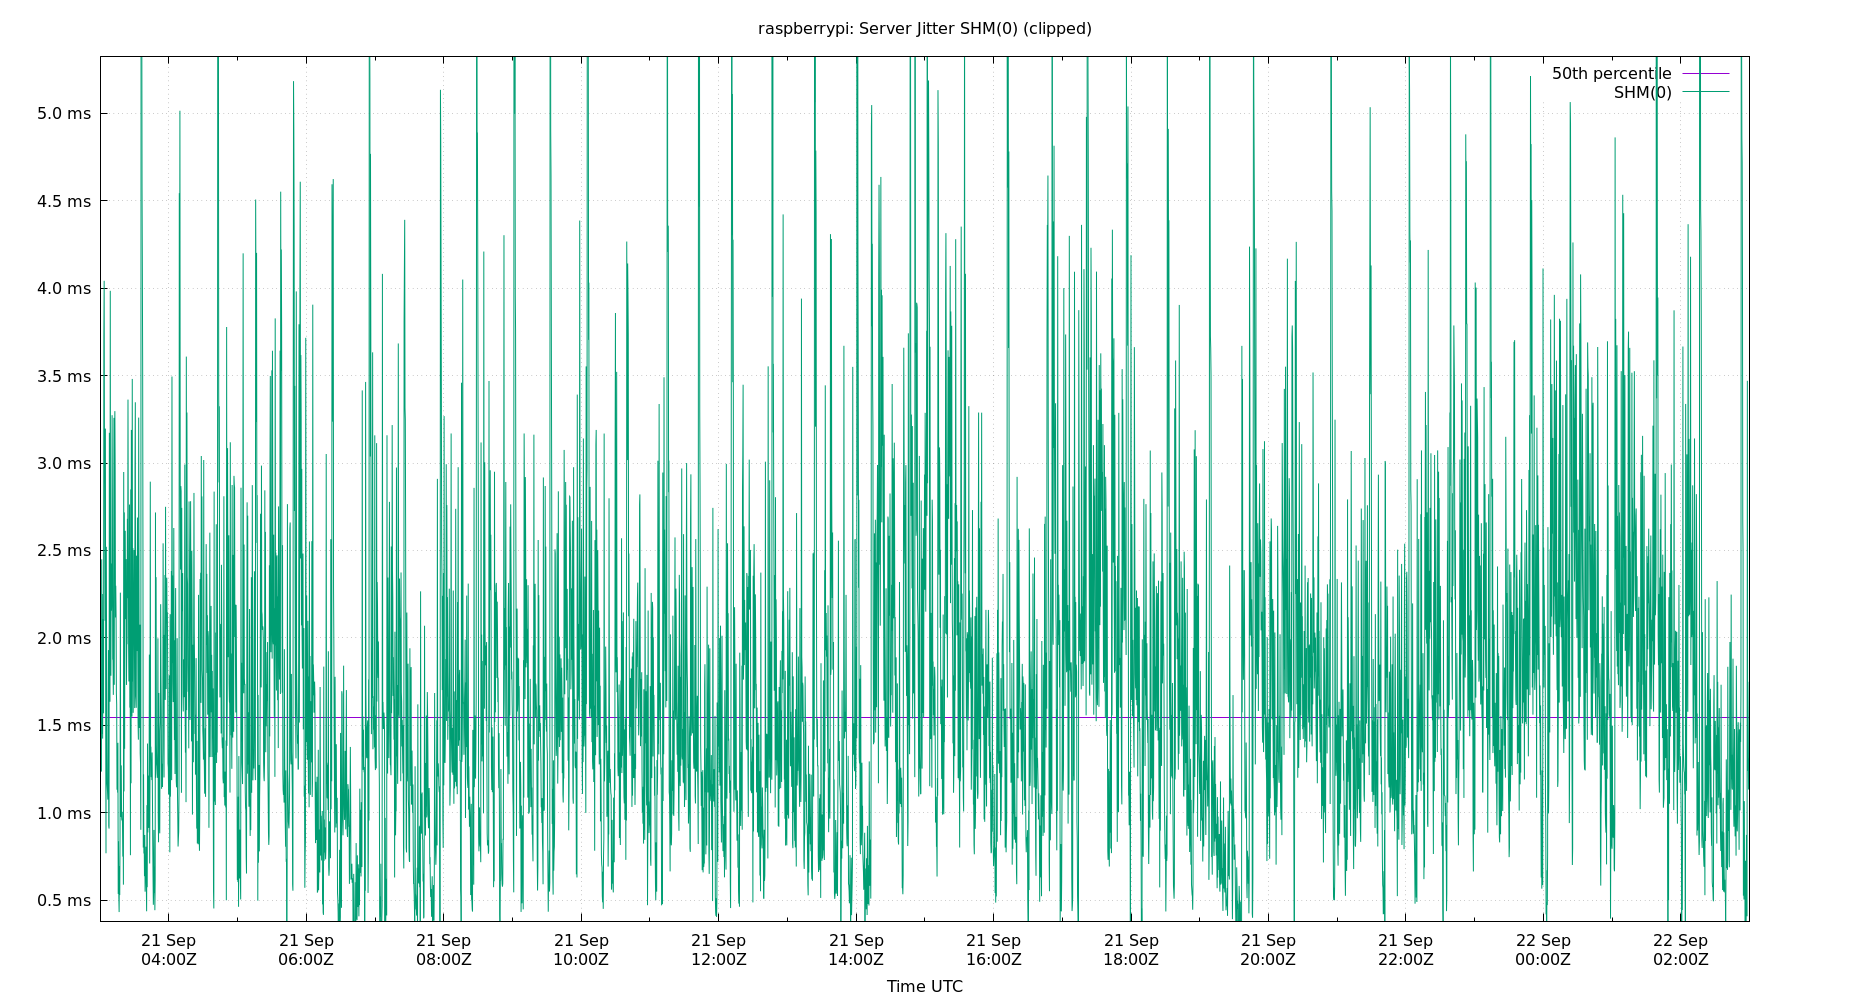 raspberrypi: Server Jitter SHM(0) (clipped)
50th percentile
SHM(0)
5.0 ms
4.5 ms
4.0 ms
3.5 ms
3.0 ms
2.5 ms
2.0 ms
1.5 ms
1.0 ms
0.5 ms
21 Sep 21 Sep 21 Sep 21 Sep 21 Sep 21 Sep 21 Sep 21 Sep 21 Sep 21 Sep 22 Sep 22 Sep
04:00Z 06:00Z 08:00Z 10:00Z 12:00Z 14:00Z 16:00Z 18:00Z 20:00Z 22:00Z 00:00Z 02:00Z
Time UTC